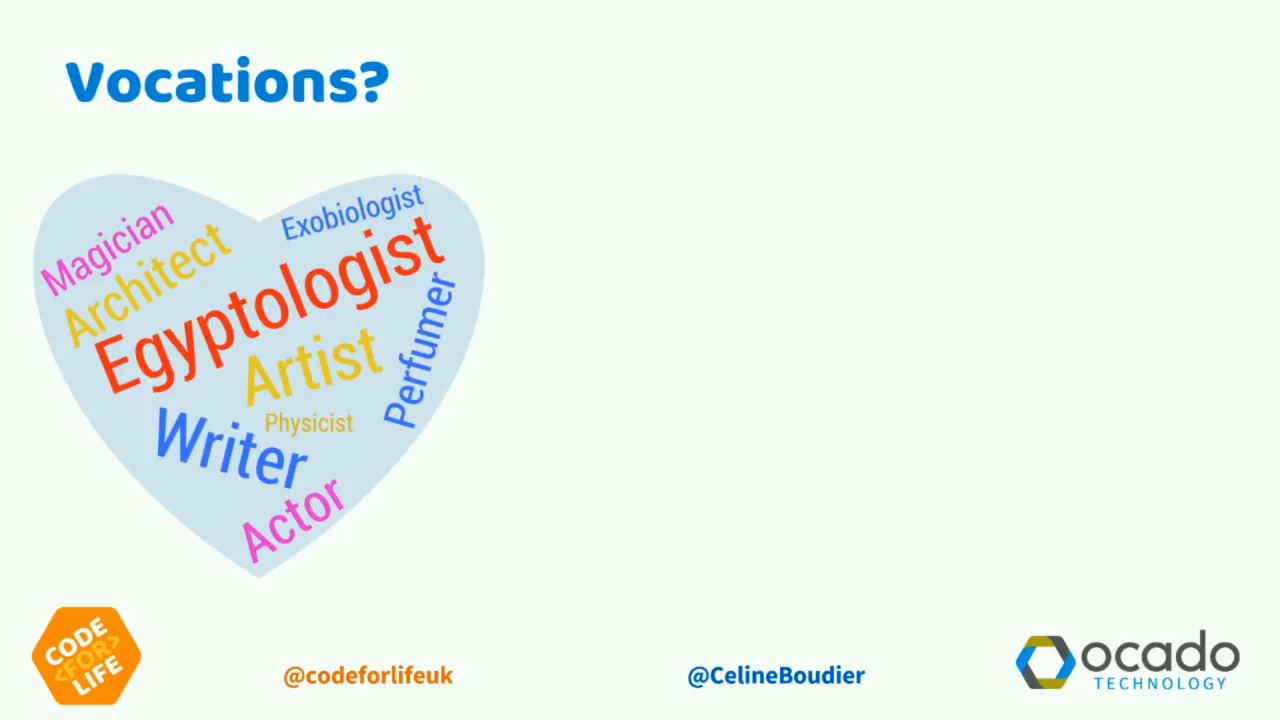 Vocations?
Magician
Exobiologist
Architect
Egyptologist
Artist
Perfumer
Physicist
Writer
Actor
CODE
<FOR>
LIFE
@codeforlifeuk
@CelineBoudier
ocado
TECHNOLOGY